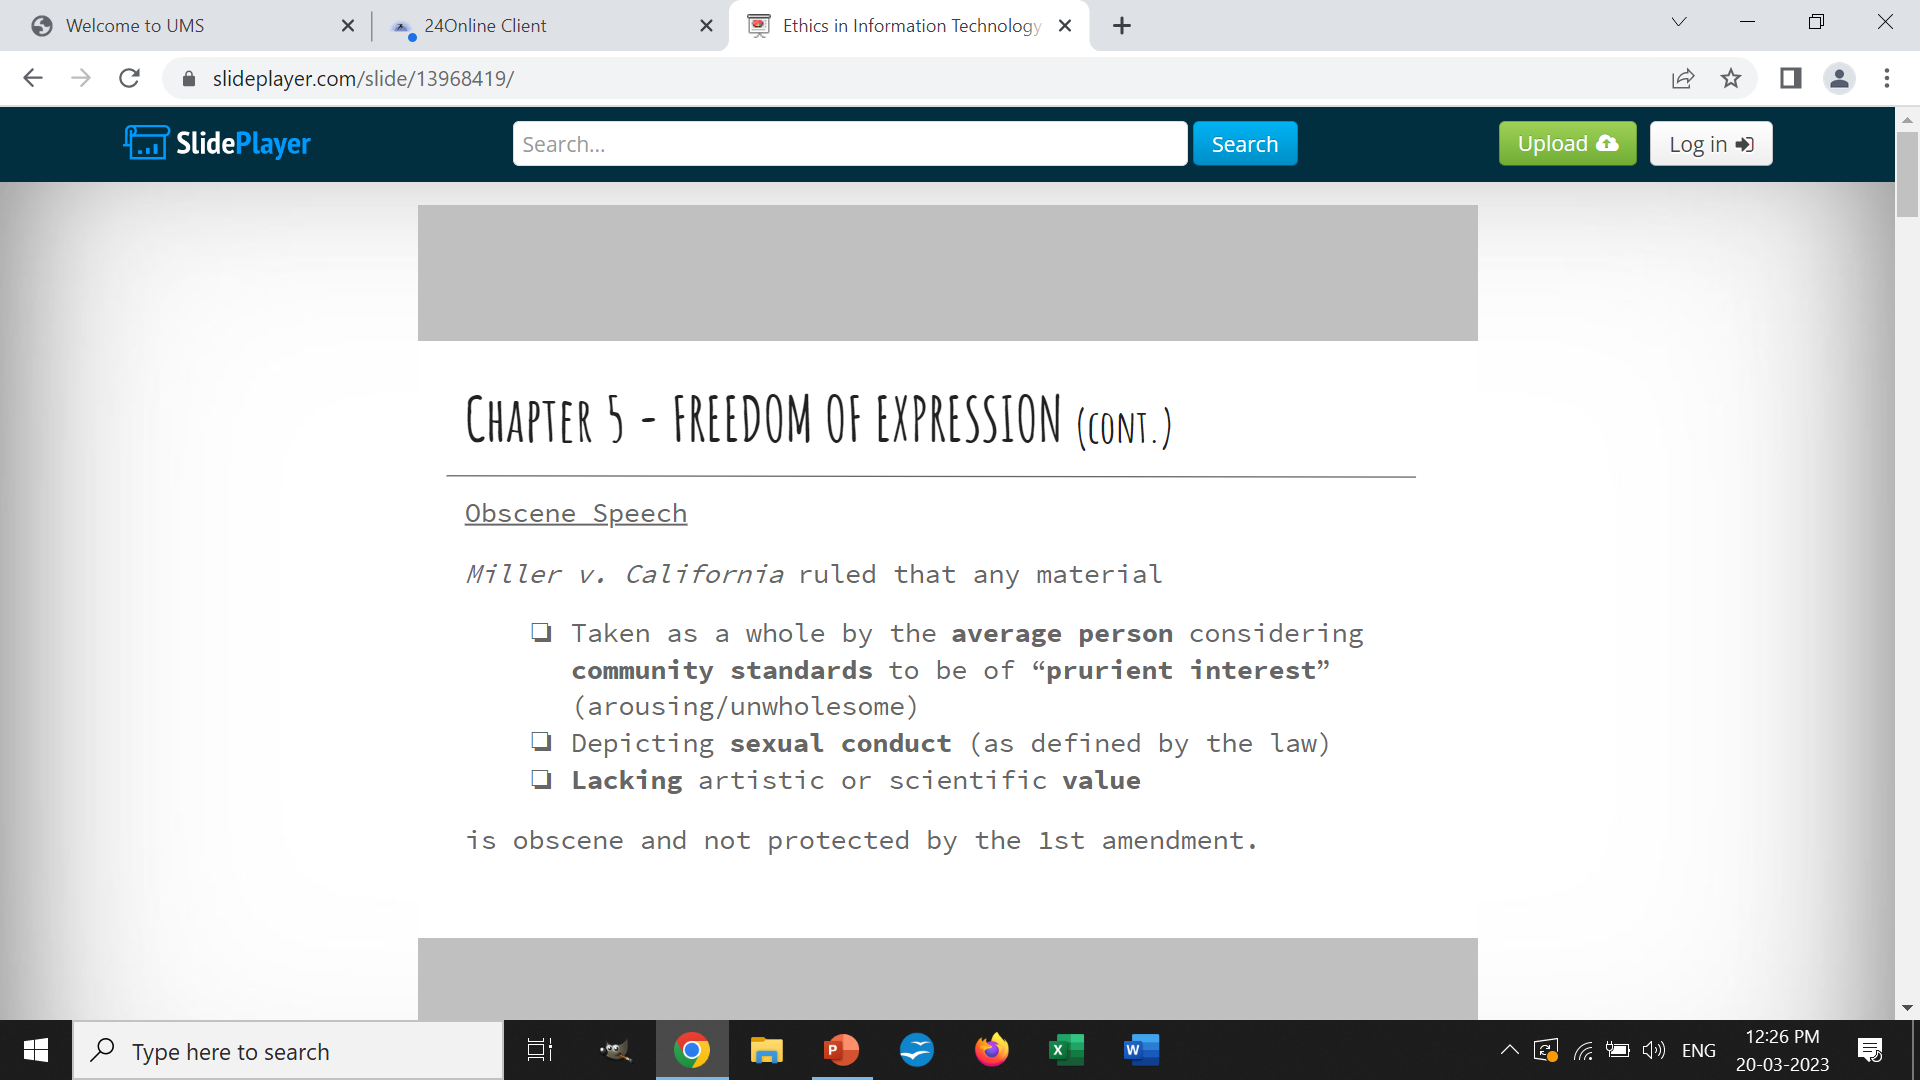 Welcome to UMS
24Online Client
Ethics in Information Technology
slideplayer.com/slide/13968419/
SlidePlayer
Search...
Search
Upload
Log in
CHAPTER 5 - FREEDOM OF EXPRESSION (CONT.)
Obscene Speech
Miller v. California ruled that any material
❏ Taken as a whole by the average person considering
community standards to be of “prurient interest”
(arousing/unwholesome)
❏ Depicting sexual conduct (as defined by the law)
❏ Lacking artistic or scientific value
is obscene and not protected by the 1st amendment.
Type here to search
ENG
12:26 PM
20-03-2023